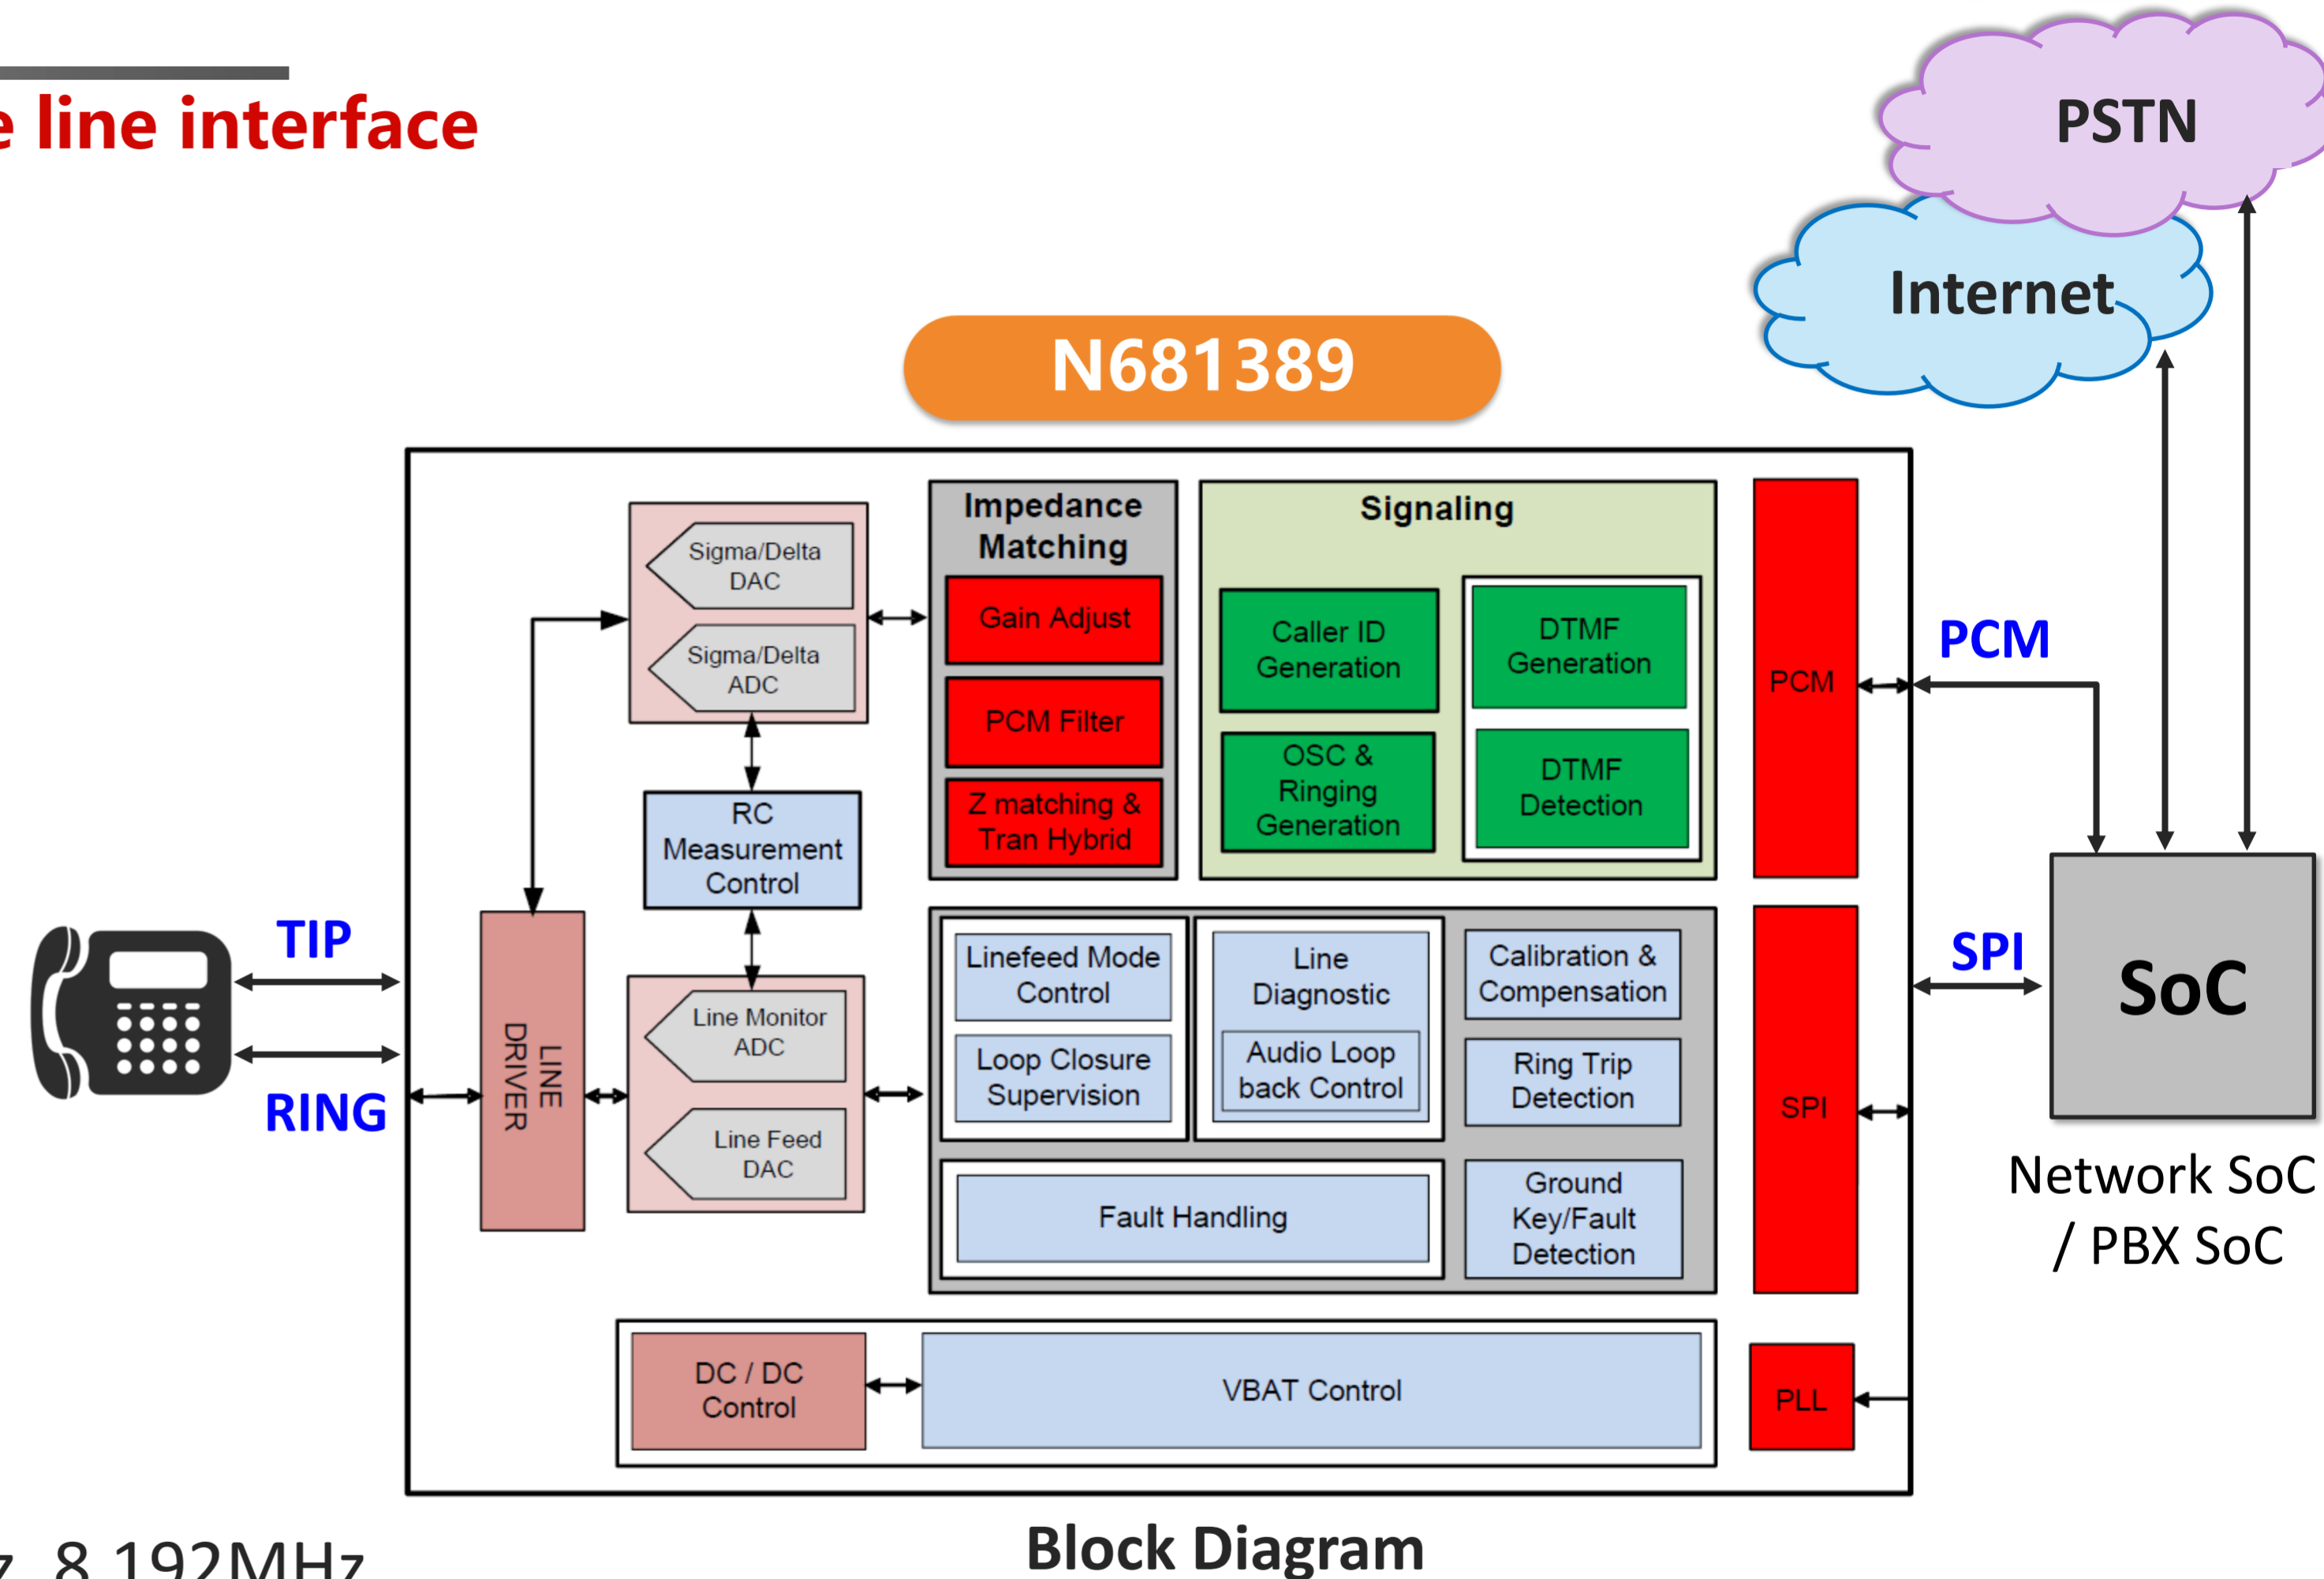 line interface
PSTN
Internet
N681389
Impedance
Matching
Gain Adjust
PCM Filter
Z matching &
Tran Hybrid
Signaling
Caller ID
Generation
OSC &
Ringing
Generation
DTMF
Generation
DTMF
Detection
Sigma/Delta
DAC
Sigma/Delta
ADC
RC
Measurement
Control
PCM
PCM
TIP
RING
LINE
DRIVER
Line Monitor
ADC
Line Feed
DAC
Linefeed Mode
Control
Loop Closure
Supervision
Line
Diagnostic
Audio Loop
back Control
Calibration &
Compensation
Ring Trip
Detection
Fault Handling
Ground
Key/Fault
Detection
SPI
SPI
SoC
Network SoC
/ PBX SoC
DC / DC
Control
VBAT Control
PLL
Block Diagram
8.192MHz